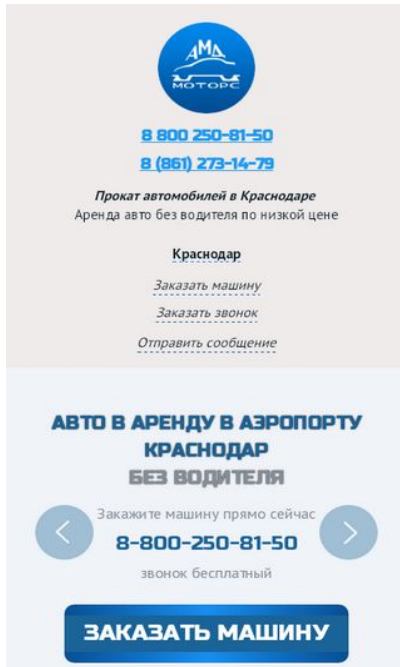 АМД
МОТОРС
8 800 250-81-50
8 (861) 273-14-79
Прокат автомобилей в Краснодаре
Аренда авто без водителя по низкой цене
Краснодар
Заказать машину
Заказать звонок
Отправить сообщение
АВТО В АРЕНДУ В АЭРОПОРТУ
КРАСНОДАР
БЕЗ ВОДИТЕЛЯ
Закажите машину прямо сейчас
8-800-250-81-50
звонок бесплатный
ЗАКАЗАТЬ МАШИНУ